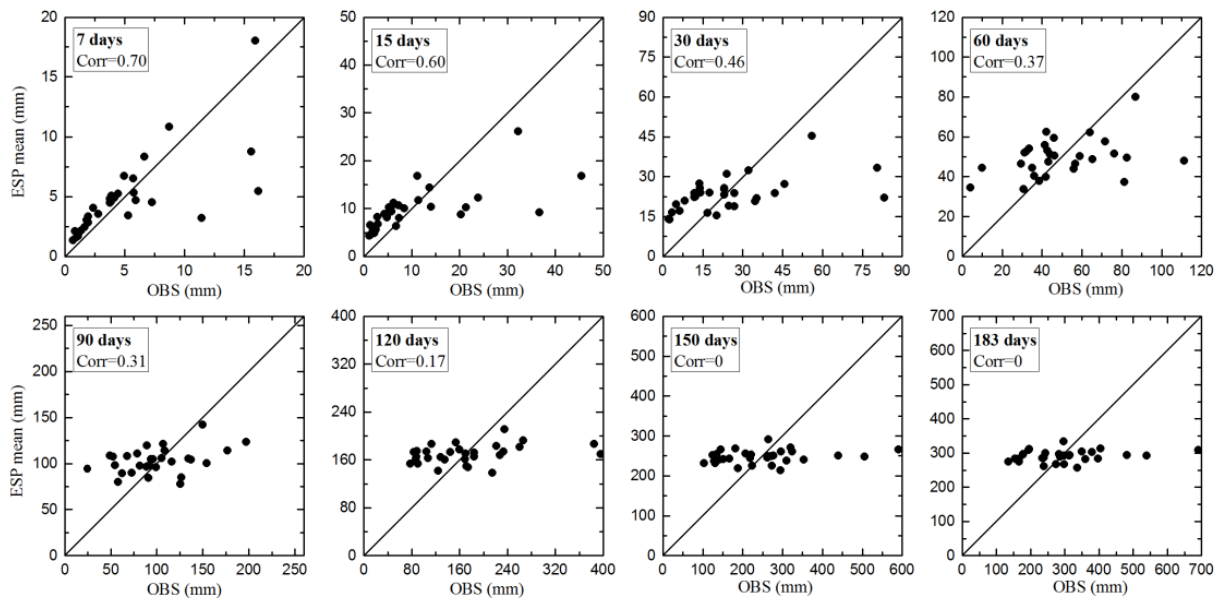 50
90
120
20
7 days
Corr=0.70
15 days
Corr=0.60
30 days
Corr=0.46
60 days
Corr=0.37
ESP mean (mm)
15
10
5
0
40
30
20
10
0
75
60
45
30
15
0
100
80
60
40
20
0
0 5 10 15 20
0 10 20 30 40 50
0 15 30 45 60 75 90
0 20 40 60 80 100 120
OBS (mm)
OBS (mm)
OBS (mm)
OBS (mm)
250
400
600
700
90 days
Corr=0.31
120 days
Corr=0.17
150 days
Corr=0
183 days
Corr=0
ESP mean (mm)
200
150
100
50
0
320
240
160
80
0
500
400
300
200
100
0
600
500
400
300
200
100
0
0 50 100 150 200 250
0 80 160 240 320 400
0 100 200 300 400 500 600
0 100 200 300 400 500 600 700
OBS (mm)
OBS (mm)
OBS (mm)
OBS (mm)